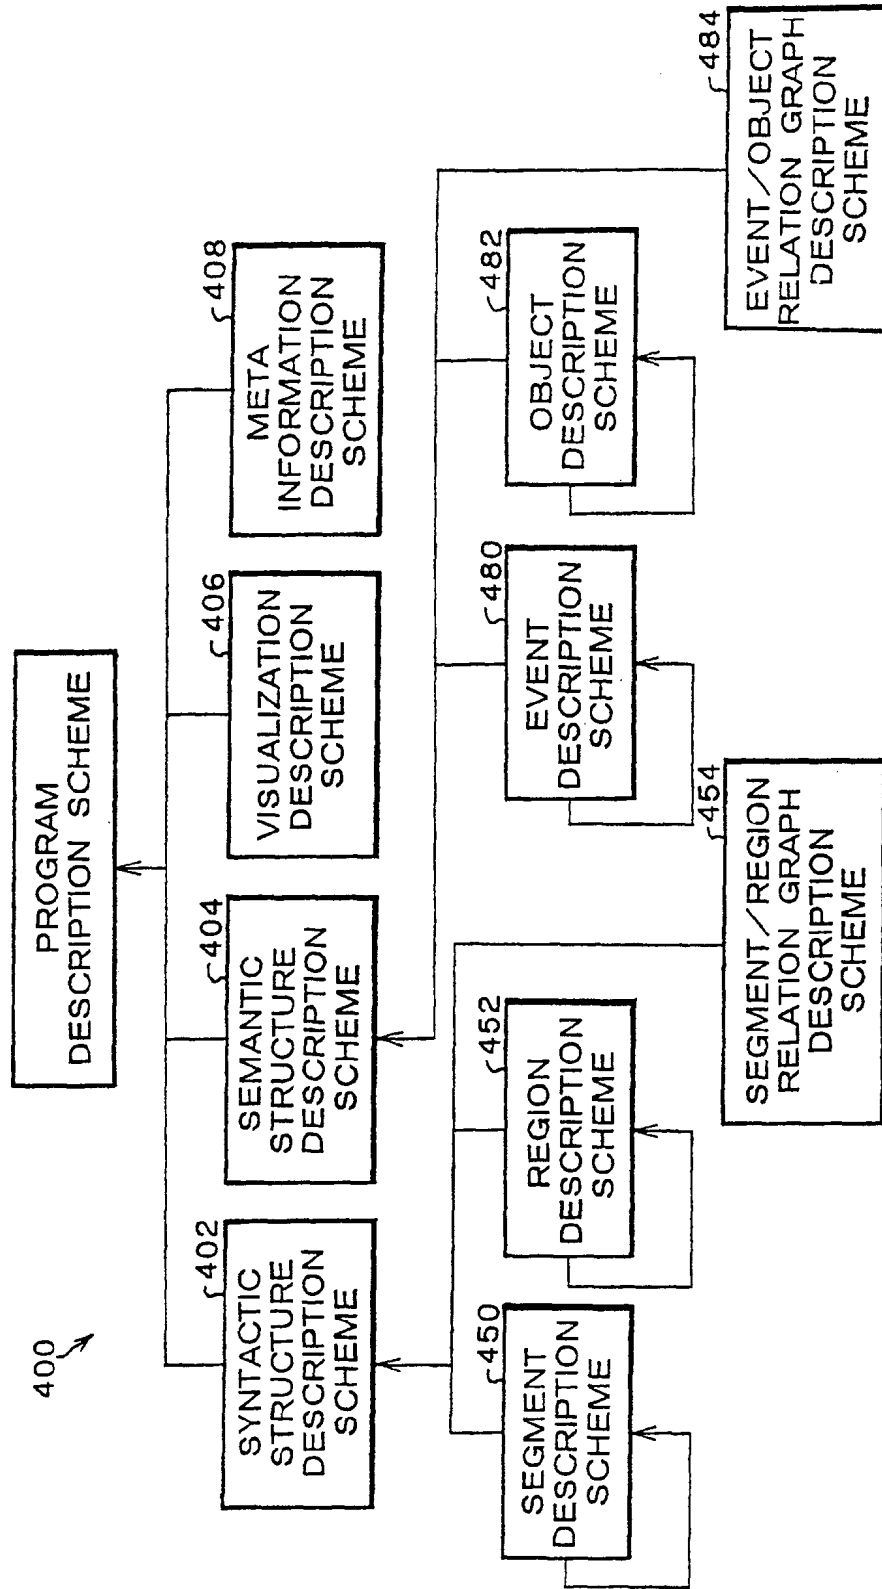 400
PROGRAM
DESCRIPTION SCHEME
402
SYNTACTIC
STRUCTURE
DESCRIPTION
SCHEME
404
SEMANTIC
STRUCTURE
DESCRIPTION
SCHEME
406
VISUALIZATION
DESCRIPTION
SCHEME
408
META
INFORMATION
DESCRIPTION
SCHEME
450
SEGMENT
DESCRIPTION
SCHEME
452
REGION
DESCRIPTION
SCHEME
454
SEGMENT/REGION
RELATION GRAPH
DESCRIPTION
SCHEME
480
EVENT
DESCRIPTION
SCHEME
482
OBJECT
DESCRIPTION
SCHEME
484
EVENT/OBJECT
RELATION GRAPH
DESCRIPTION
SCHEME